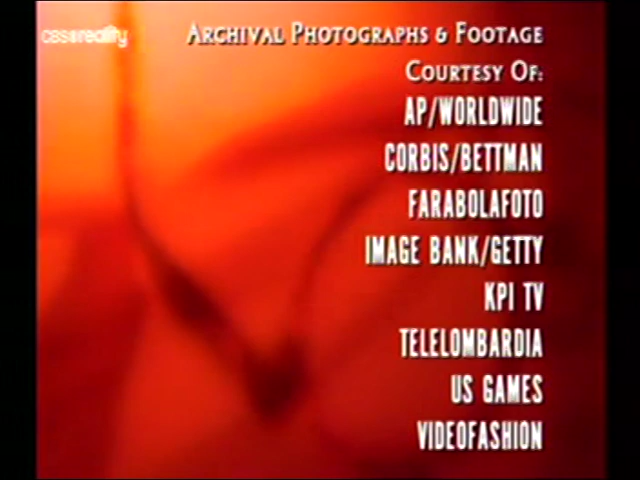 cbs reality
ARCHIVAL PHOTOGRAPHS & FOOTAGE
COURTESY OF:
AP/WORLDWIDE
CORBIS/BETTMAN
FARABOLAFOTO
IMAGE BANK/GETTY
KPI TV
TELELOMBARDIA
US GAMES
VIDEOFASHION